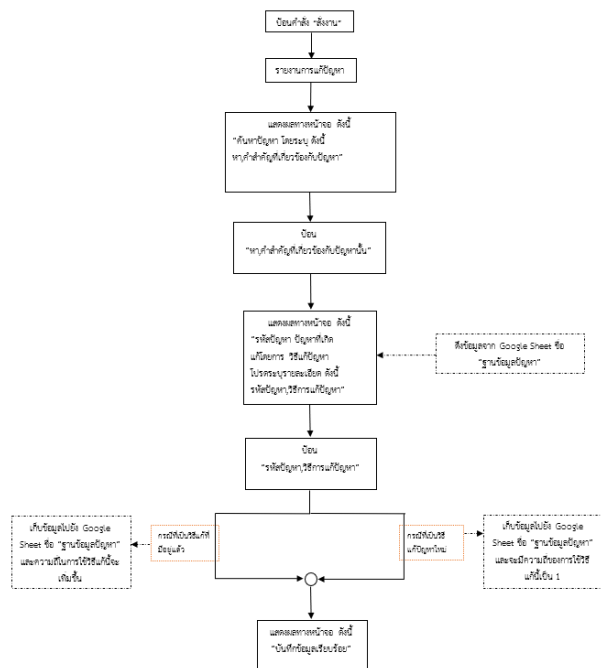 ป้อนคำสั่ง "สั่งงาน"
รายงานการแก้ปัญหา
แสดงผลทางหน้าจอ ดังนี้
"ค้นหาปัญหา โดยระบุ ดังนี้
หา,คำสำคัญที่เกี่ยวข้องกับปัญหา"
ป้อน
"หา,คำสำคัญที่เกี่ยวข้องกับปัญหานั้น"
แสดงผลทางหน้าจอ ดังนี้
"รหัสปัญหา ปัญหาที่เกิด
แก้โดยการ วิธีแก้ปัญหา
โปรดระบุรายละเอียด ดังนี้
รหัสปัญหา,วิธีการแก้ปัญหา"
ดึงข้อมูลจาก Google Sheet ชื่อ
"ฐานข้อมูลปัญหา"
ป้อน
"รหัสปัญหา,วิธีการแก้ปัญหา"
เก็บข้อมูลไปยัง Google
Sheet ชื่อ "ฐานข้อมูลปัญหา"
และความถี่ในการใช้วิธีแก้นี้จะ
เพิ่มขึ้น
กรณีที่เป็นวิธีแก้ที่
มีอยู่แล้ว
กรณีที่เป็นวิธี
แก้ปัญหาใหม่
เก็บข้อมูลไปยัง Google
Sheet ชื่อ "ฐานข้อมูลปัญหา"
และจะมีความถี่ของการใช้วิธี
แก้นี้เป็น 1
แสดงผลทางหน้าจอ ดังนี้
"บันทึกข้อมูลเรียบร้อย"